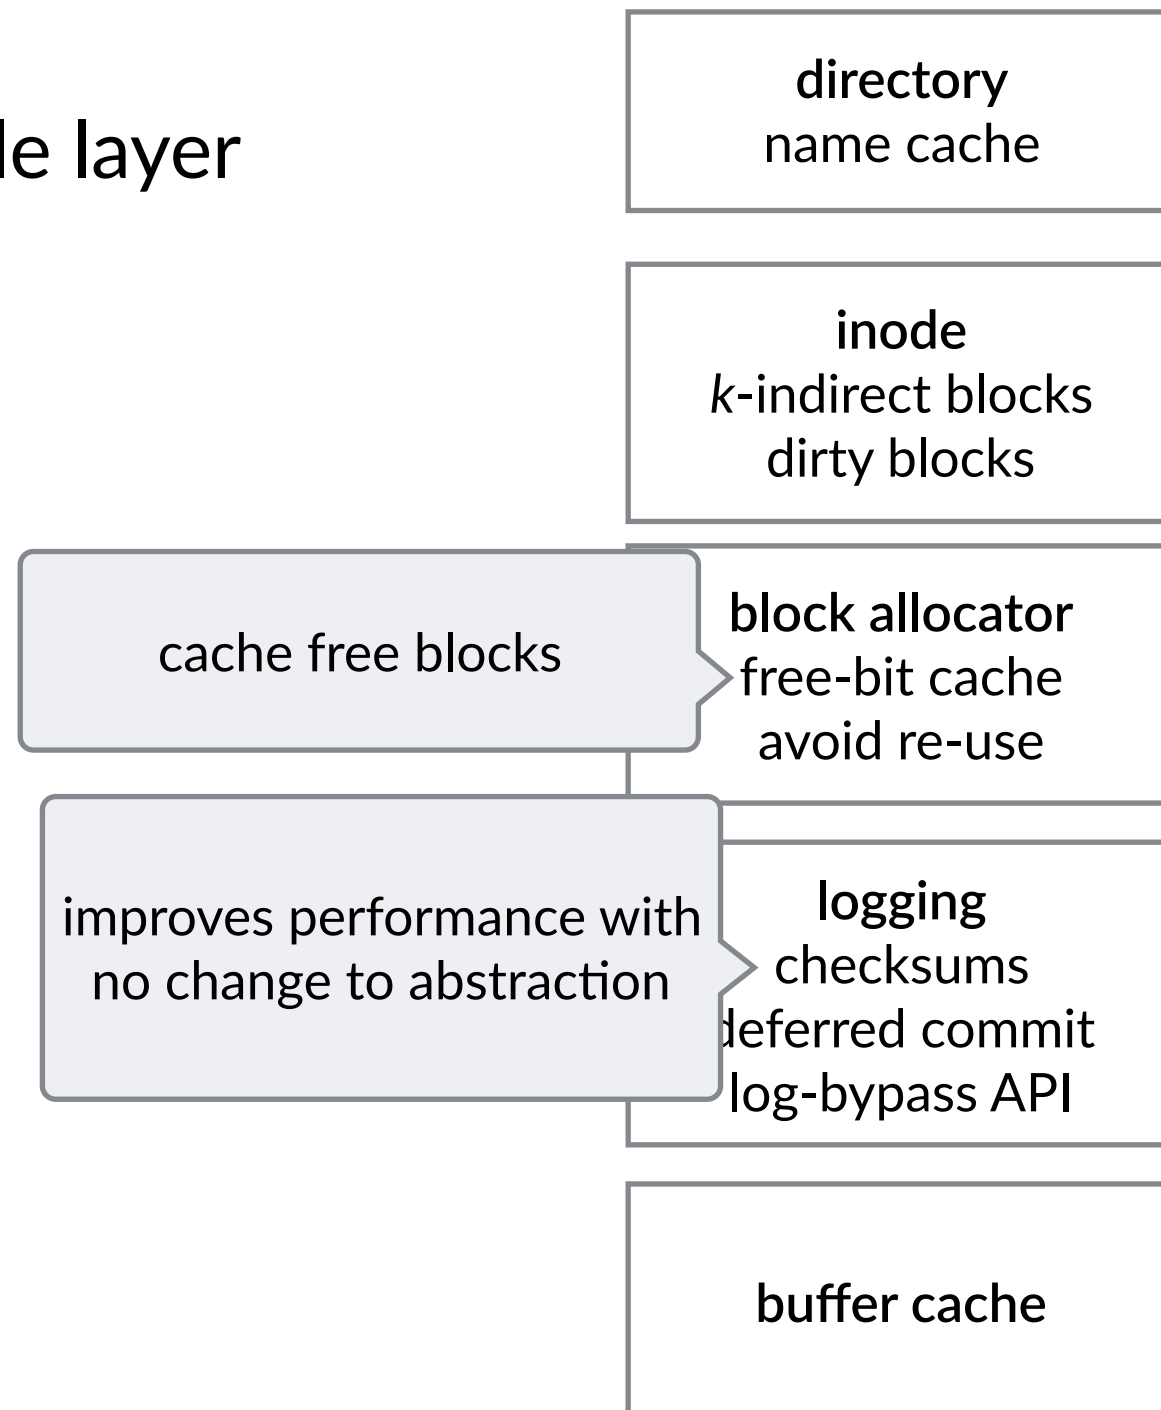 layer
directory
name cache
inode
k-indirect blocks
dirty blocks
cache free blocks
block allocator
free-bit cache
avoid re-use
improves performance with
no change to abstraction
logging
checksums
deferred commit
log-bypass API
buffer cache